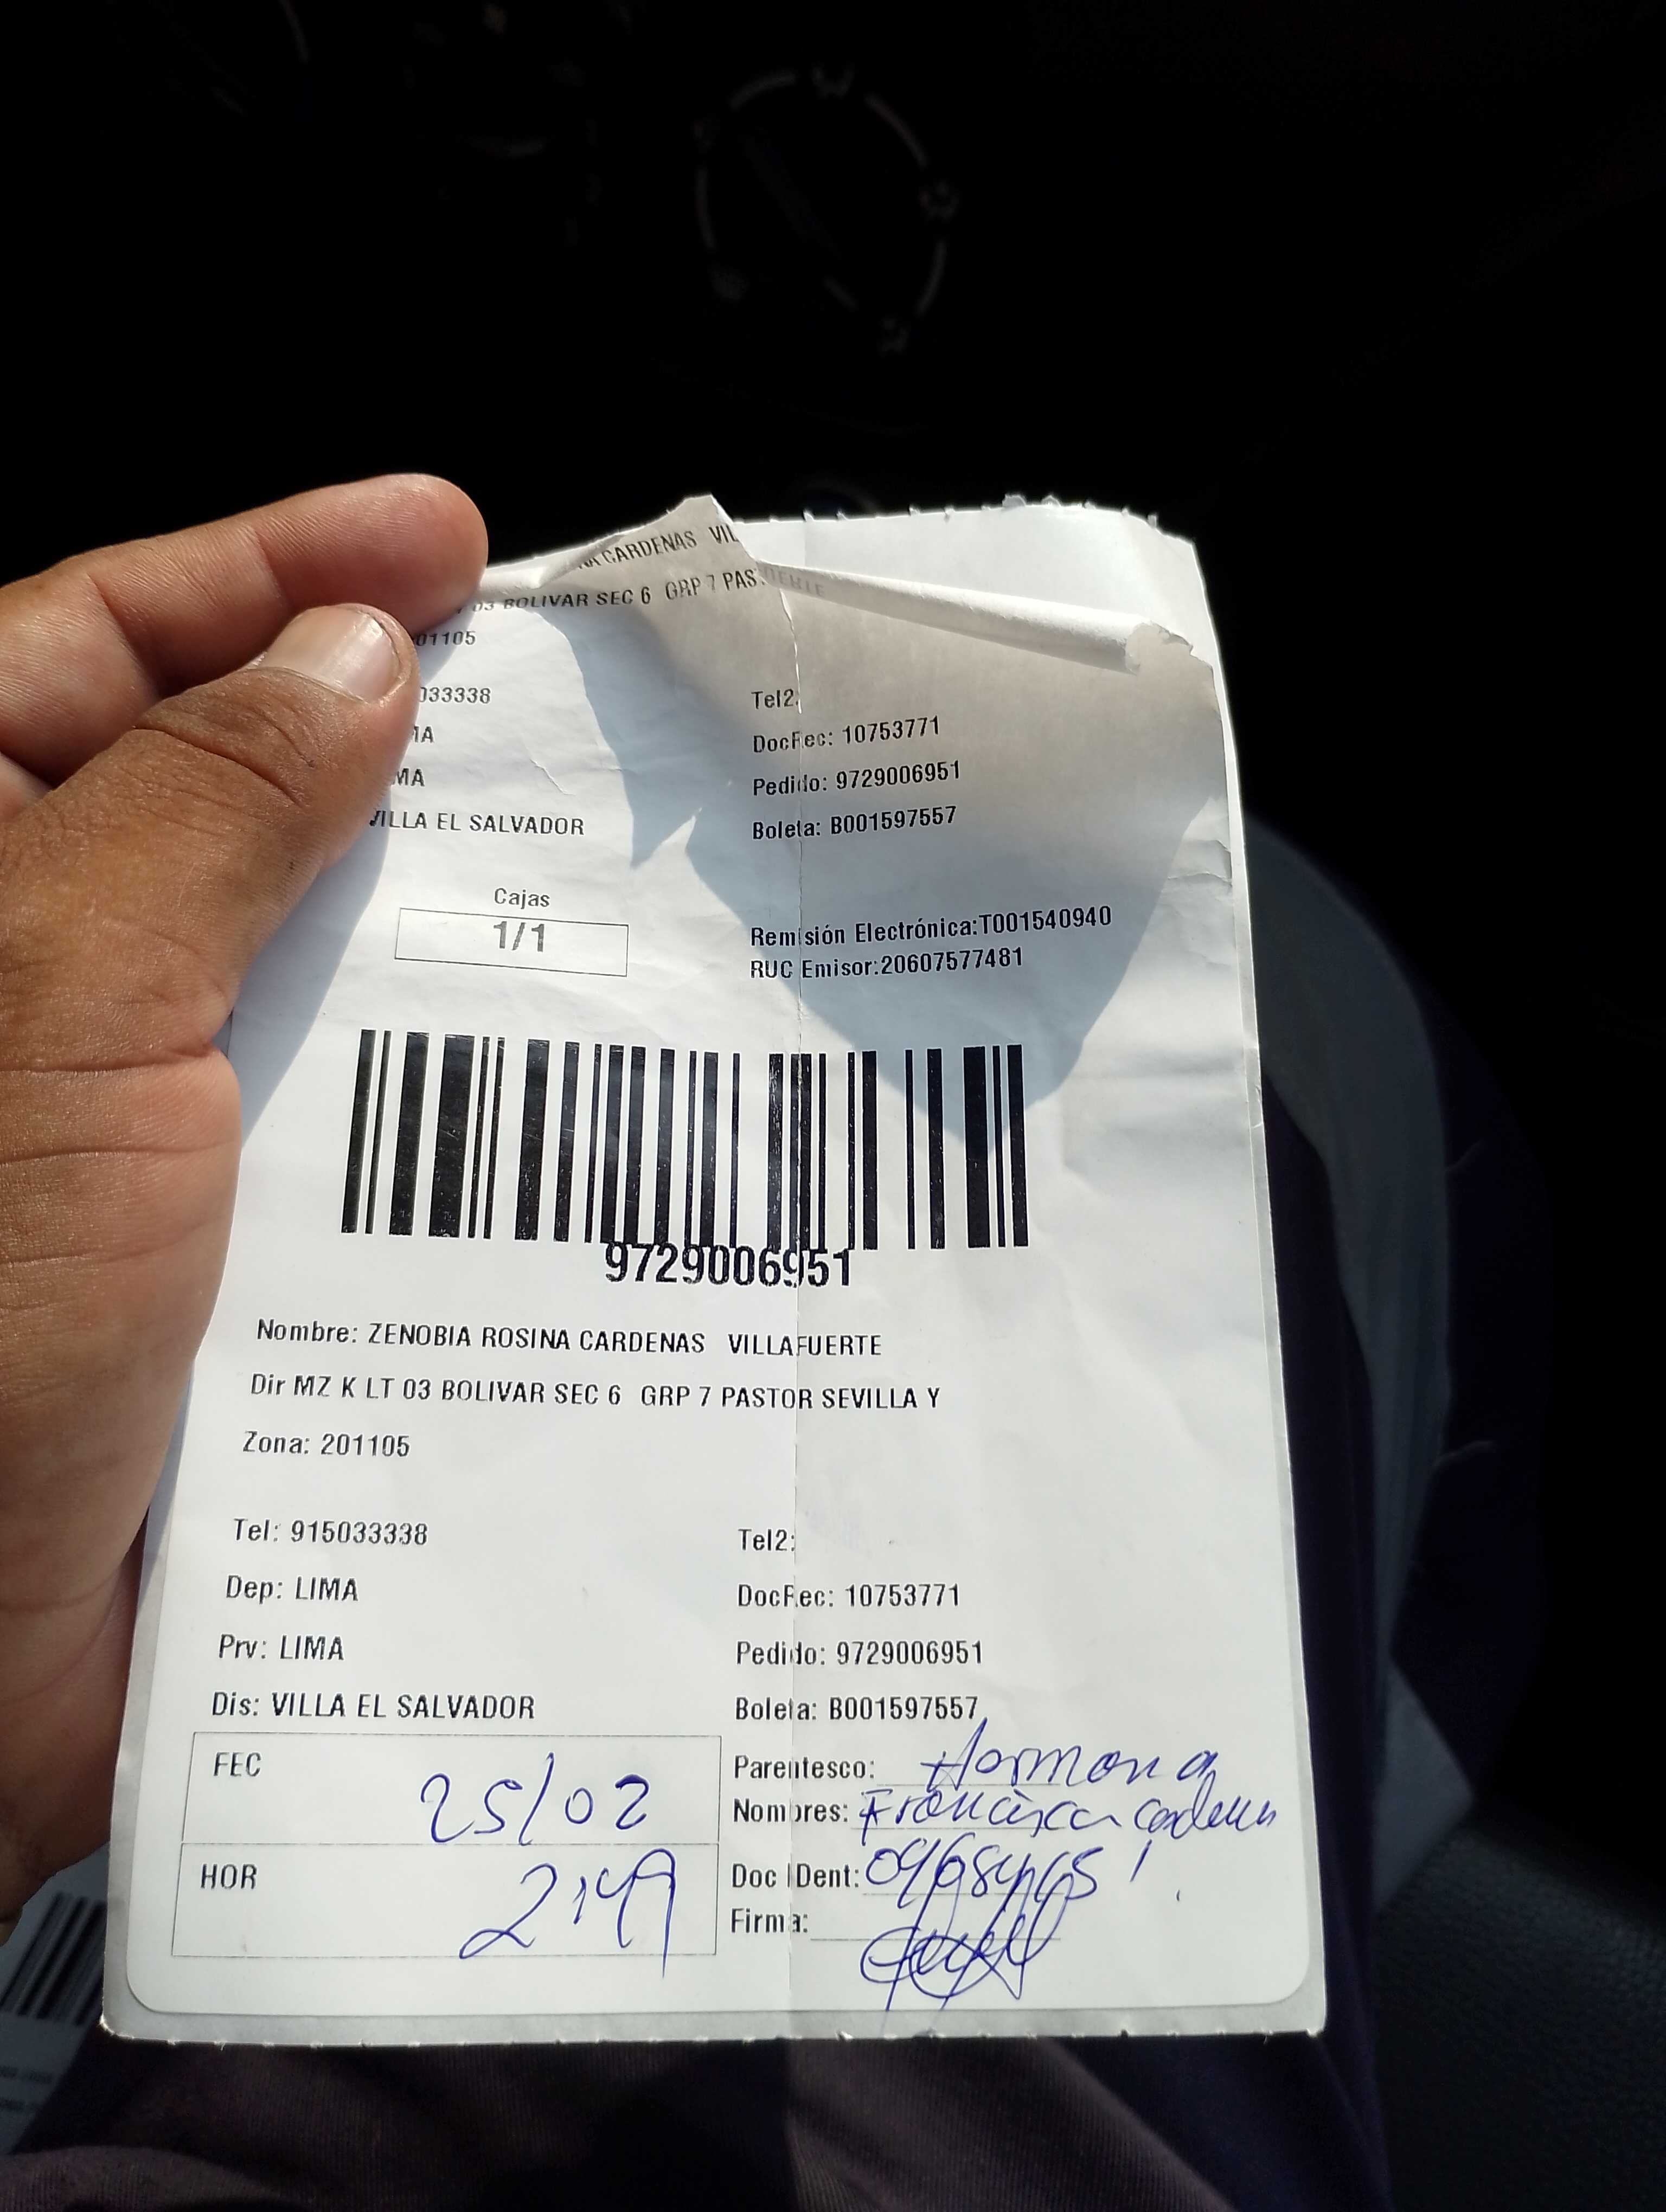 CARDENAS VIL
03 BOLIVAR SEC 6 GRP 7 PAS
01105
033338 Tel2:
MA DocRec: 10753771
MA Pedido: 9729006951
VILLA EL SALVADOR Boleta: B001597557
Cajas
1/1
Remisión Electrónica:T001540940
RUC Emisor:20607577481
9729006951
Nombre: ZENOBIA ROSINA CARDENAS VILLAFUERTE
Dir MZ K LT 03 BOLIVAR SEC 6 GRP 7 PASTOR SEVILLA Y
Zona: 201105
Tel: 915033338 Tel2:
Dep: LIMA DocRec: 10753771
Prv: LIMA Pedido: 9729006951
Dis: VILLA EL SALVADOR Boleta: B001597557
FEC 25/02 Parentesco: Hermana
Nombres: Francisca Cardenas
HOR 2:49 Doc IDent:
Firma: